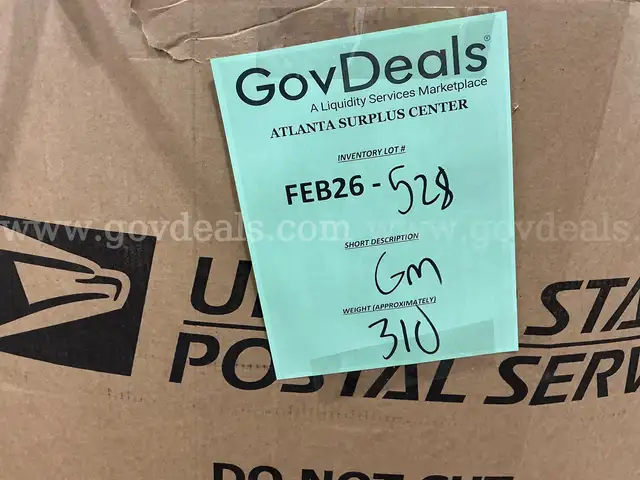 GovDeals®
A Liquidity Services Marketplace
ATLANTA SURPLUS CENTER
INVENTORY LOT #
FEB26 - 528
SHORT DESCRIPTION
GM
WEIGHT (APPROXIMATELY)
310
www.govdeals.com
www.govdeals
U STA
POSTAL SERV
DO NOT CUT